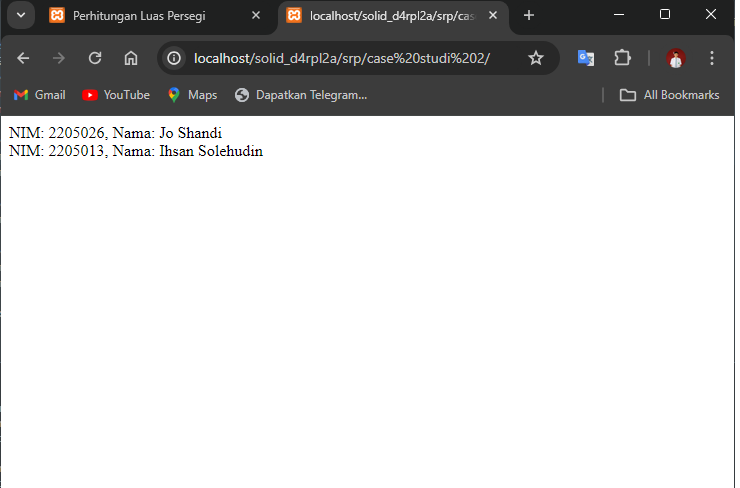 Perhitungan Luas Persegi
localhost/solid_d4rpl2a/srp/cas
localhost/solid_d4rpl2a/srp/case%20studi%202/
Gmail
YouTube
Maps
Dapatkan Telegram...
All Bookmarks
NIM: 2205026, Nama: Jo Shandi
NIM: 2205013, Nama: Ihsan Solehudin